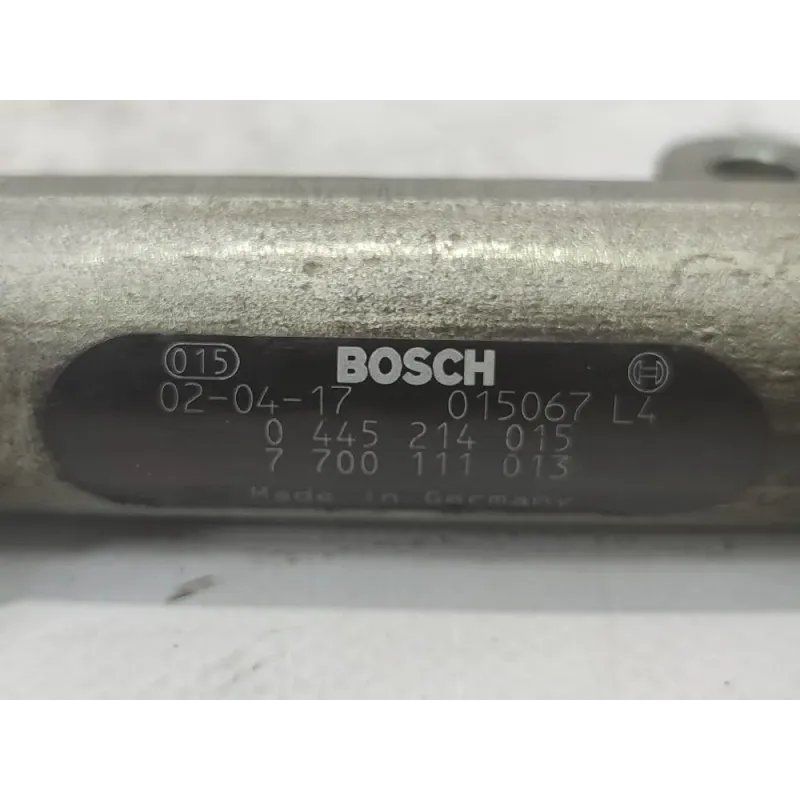 015 BOSCH
02-04-17 015067 L4
0 445 214 015
7 700 111 013
Made in Germany